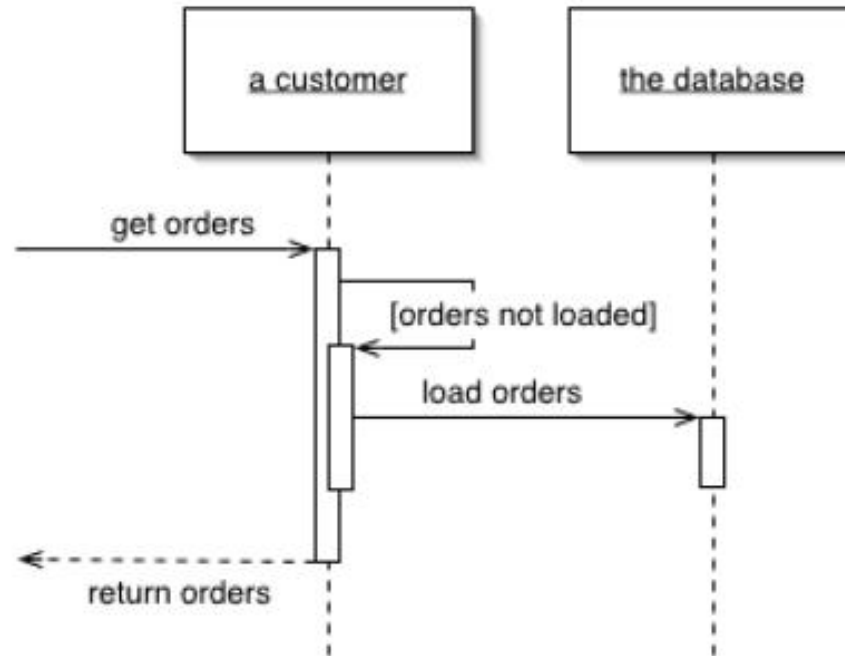 a customer
the database
get orders
[orders not loaded]
load orders
return orders